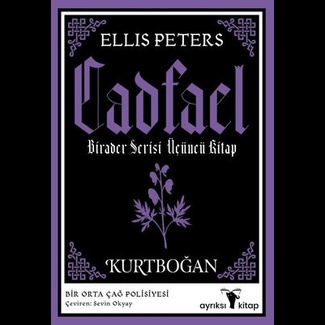 ELLIS PETERS
Cadfael
Birader Serisi Üçüncü Kitap
KURTBOĞAN
BİR ORTA ÇAĞ POLİSİYESİ
Çeviren: Sevin Okyay
ayrıksı kitap